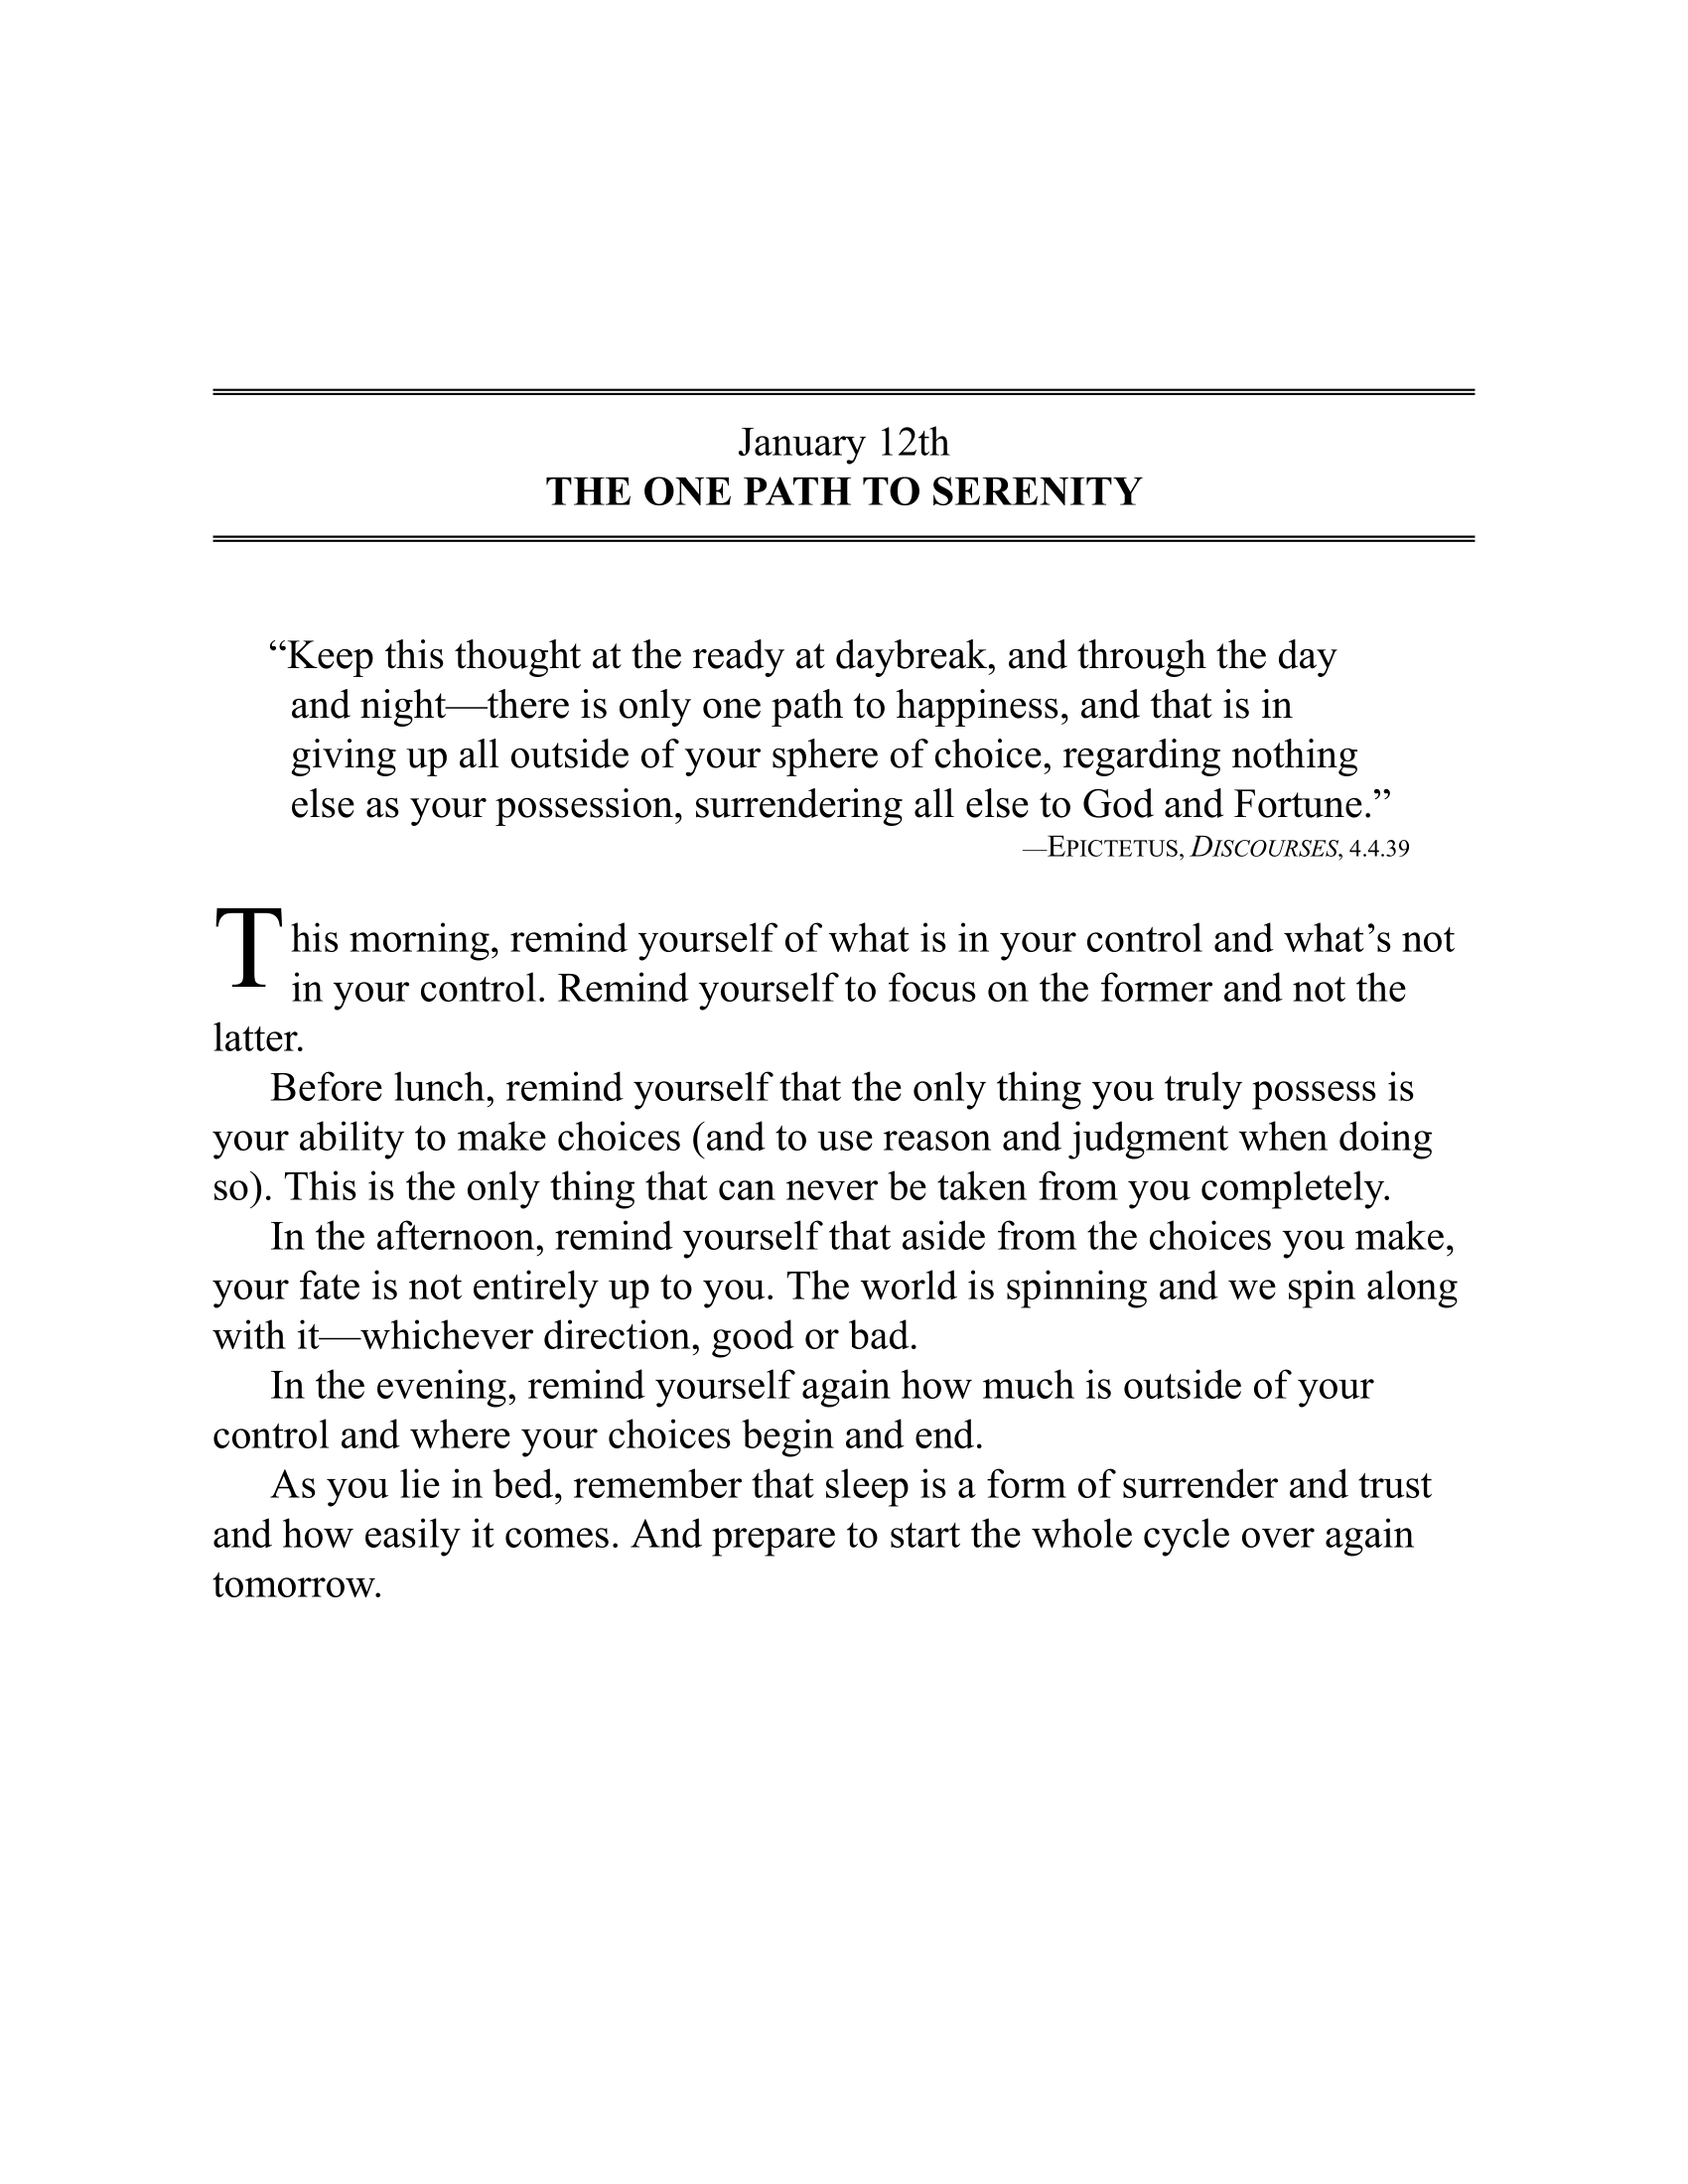 January 12th
THE ONE PATH TO SERENITY
“Keep this thought at the ready at daybreak, and through the day
and night—there is only one path to happiness, and that is in
giving up all outside of your sphere of choice, regarding nothing
else as your possession, surrendering all else to God and Fortune.”
—EPICTETUS, DISCOURSES, 4.4.39
This morning, remind yourself of what is in your control and what’s not
in your control. Remind yourself to focus on the former and not the
latter.
Before lunch, remind yourself that the only thing you truly possess is
your ability to make choices (and to use reason and judgment when doing
so). This is the only thing that can never be taken from you completely.
In the afternoon, remind yourself that aside from the choices you make,
your fate is not entirely up to you. The world is spinning and we spin along
with it—whichever direction, good or bad.
In the evening, remind yourself again how much is outside of your
control and where your choices begin and end.
As you lie in bed, remember that sleep is a form of surrender and trust
and how easily it comes. And prepare to start the whole cycle over again
tomorrow.